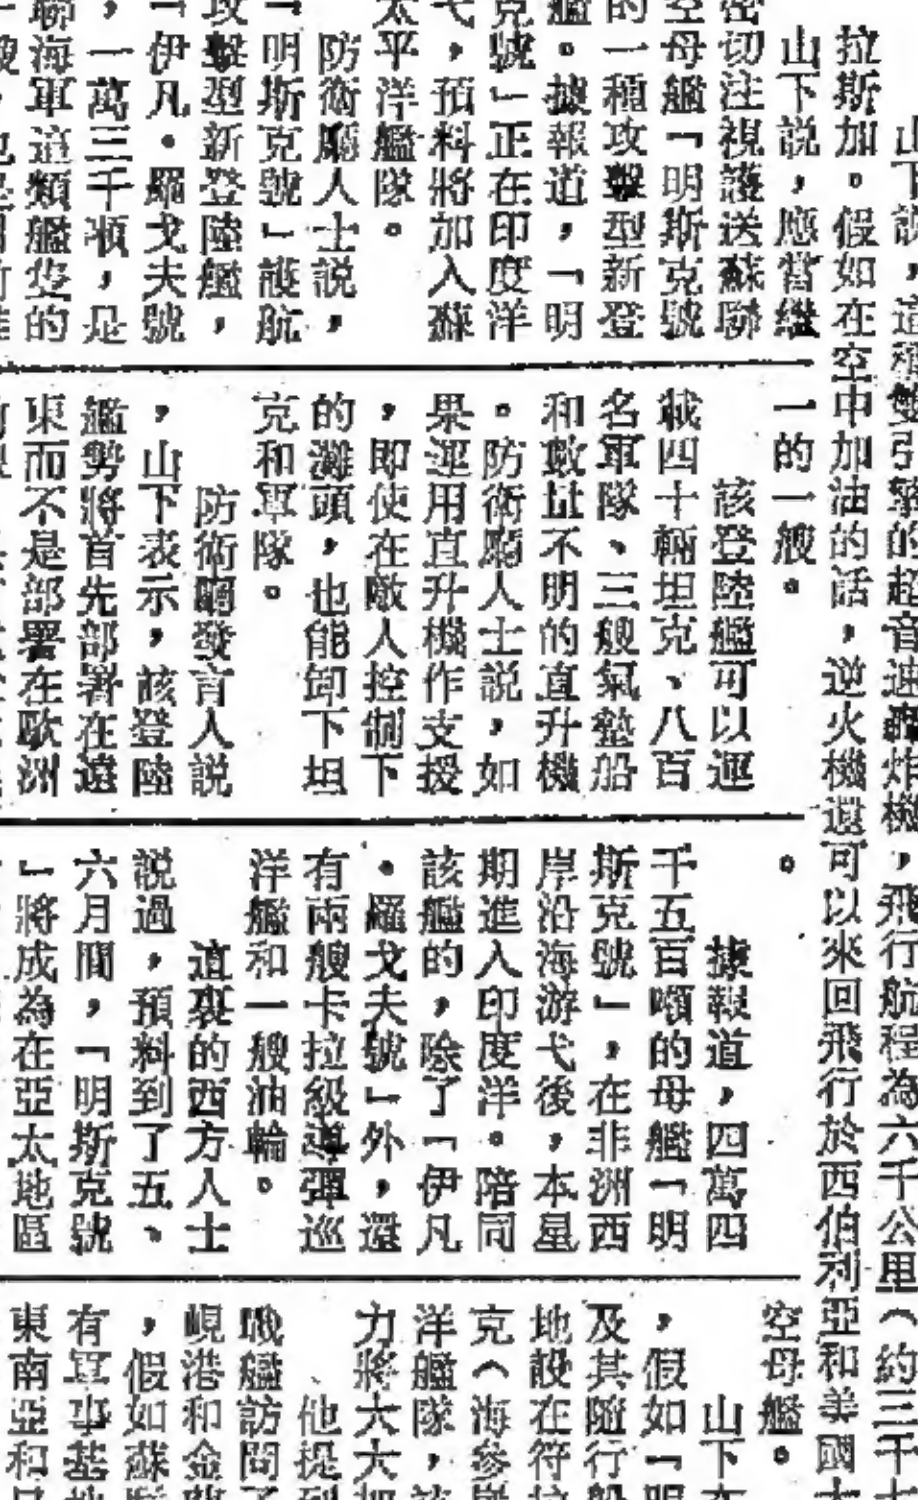 山下説，這種雙引擎的超音速轟炸機，飛行航程為六千公里（約三千
拉斯加。假如在空中加油的話，逆火機還可以來回飛行於西伯利亞和美國
山下説，應當繼
密切注視護送蘇聯
空母艦「明斯克號
的一種攻擊型新登
艦。據報道，「明
克號」正在印度洋
弋，預料將加入蘇
太平洋艦隊。
防衛廳人士説，
「明斯克號」護航
攻擊型新登陸艦，
「伊凡・羅戈夫號
，一萬三千噸，是
聯海軍這類艦隻的
一的一艘。
該登陸艦可以運
載四十輛坦克、八百
名軍隊、三艘氣墊船
和數量不明的直升機
。防衛廳人士説，如
果運用直升機作支援
，即使在敵人控制下
的灘頭，也能卸下坦
克和軍隊。
防衛廳發言人説
，山下表示，該登陸
艦勢將首先部署在遠
東而不是部署在歐洲
。
據報道，四萬四
千五百噸的母艦「明
斯克號」，在非洲西
岸沿海游弋後，本星
期進入印度洋。陪同
該艦的，除了「伊凡
・羅戈夫號」外，還
有兩艘卡拉級導彈巡
洋艦和一艘油輪。
這裏的西方人士
説過，預料到了五、
六月間，「明斯克號
」將成為在亞太地區
空母艦。
山下
，假如「明
及其隨行
地設在符
克（海參
洋艦隊，
力將大大
他提
戰艦訪問
峴港和金
，假如蘇
有軍事基
東南亞和